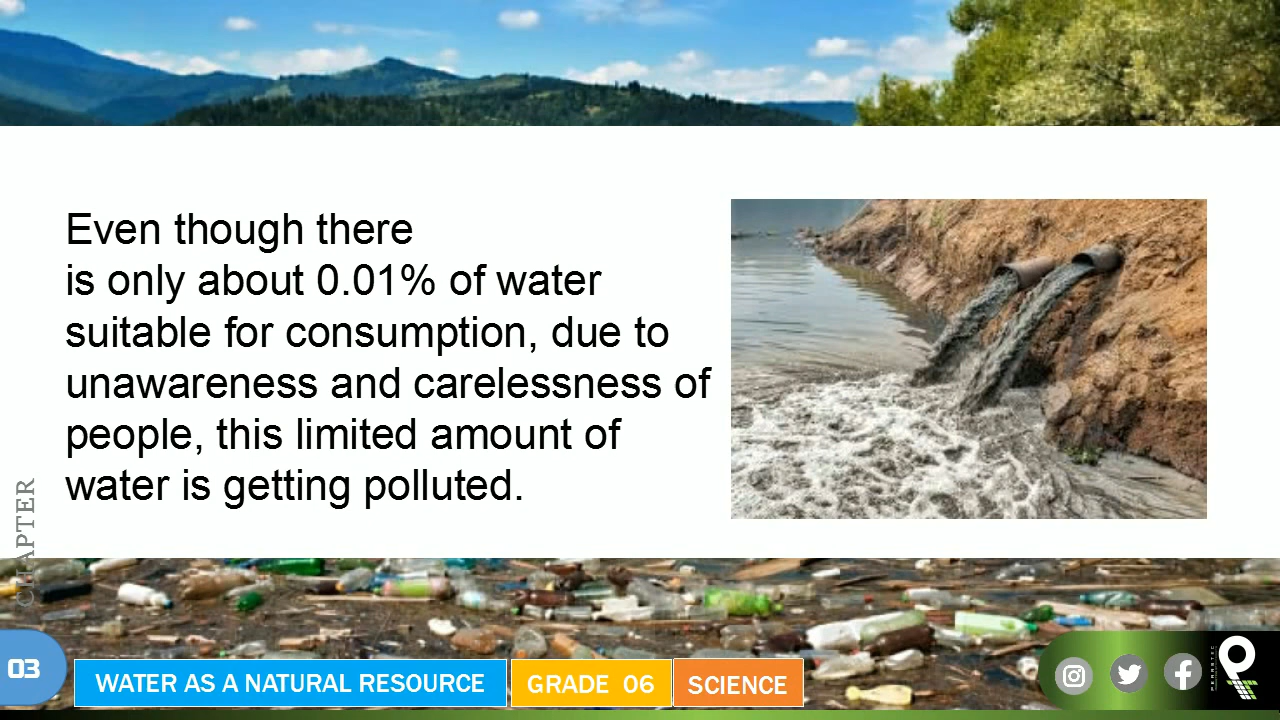 Even though there
is only about 0.01% of water
suitable for consumption, due to
unawareness and carelessness of
people, this limited amount of
water is getting polluted.
CHAPTER
03
WATER AS A NATURAL RESOURCE
GRADE 06
SCIENCE